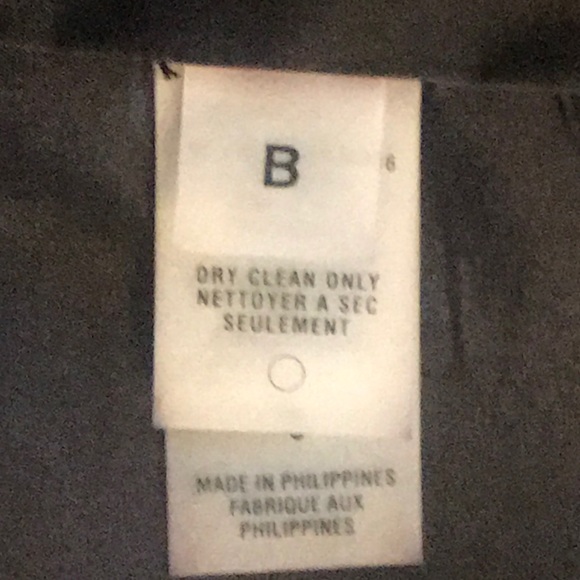 B
6
DRY CLEAN ONLY
NETTOYER A SEC
SEULEMENT
MADE IN PHILIPPINES
FABRIQUE AUX
PHILIPPINES